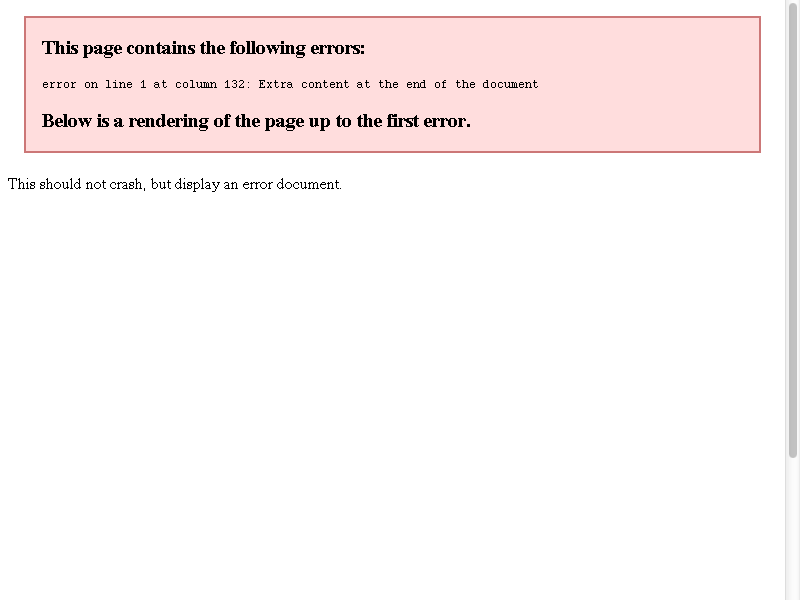 This page contains the following errors:
error on line 1 at column 132: Extra content at the end of the document
Below is a rendering of the page up to the first error.
This should not crash, but display an error document.